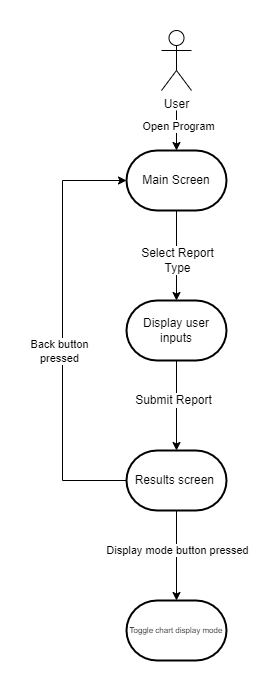 User
Open Program
Main Screen
Select Report
Type
Display user
inputs
Back button
pressed
Submit Report
Results screen
Display mode button pressed
Toggle chart display mode